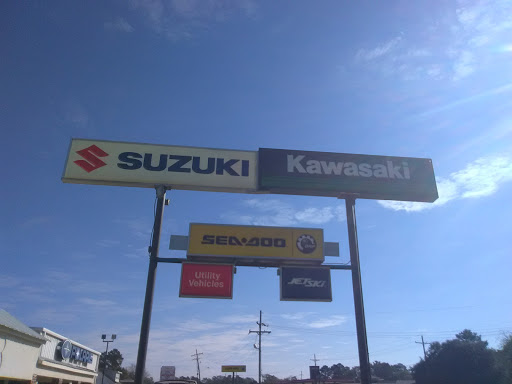 SUZUKI
Kawasaki
SEA-DOO
Utility
Vehicles
JET SKI